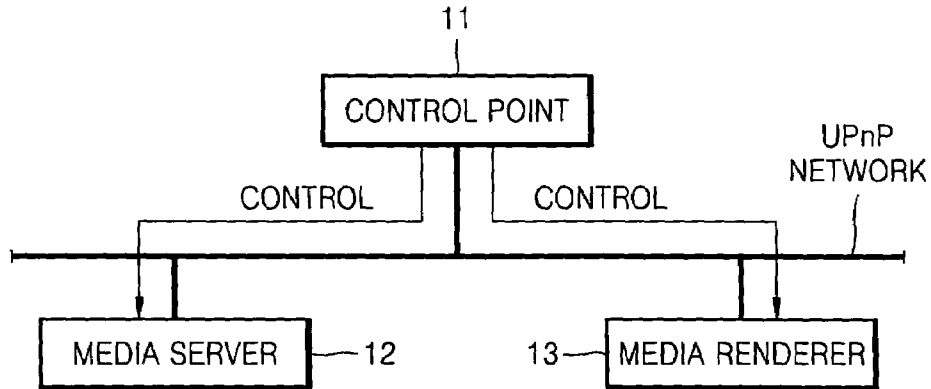 11
CONTROL POINT
UPnP
NETWORK
CONTROL
CONTROL
MEDIA SERVER
12
13
MEDIA RENDERER